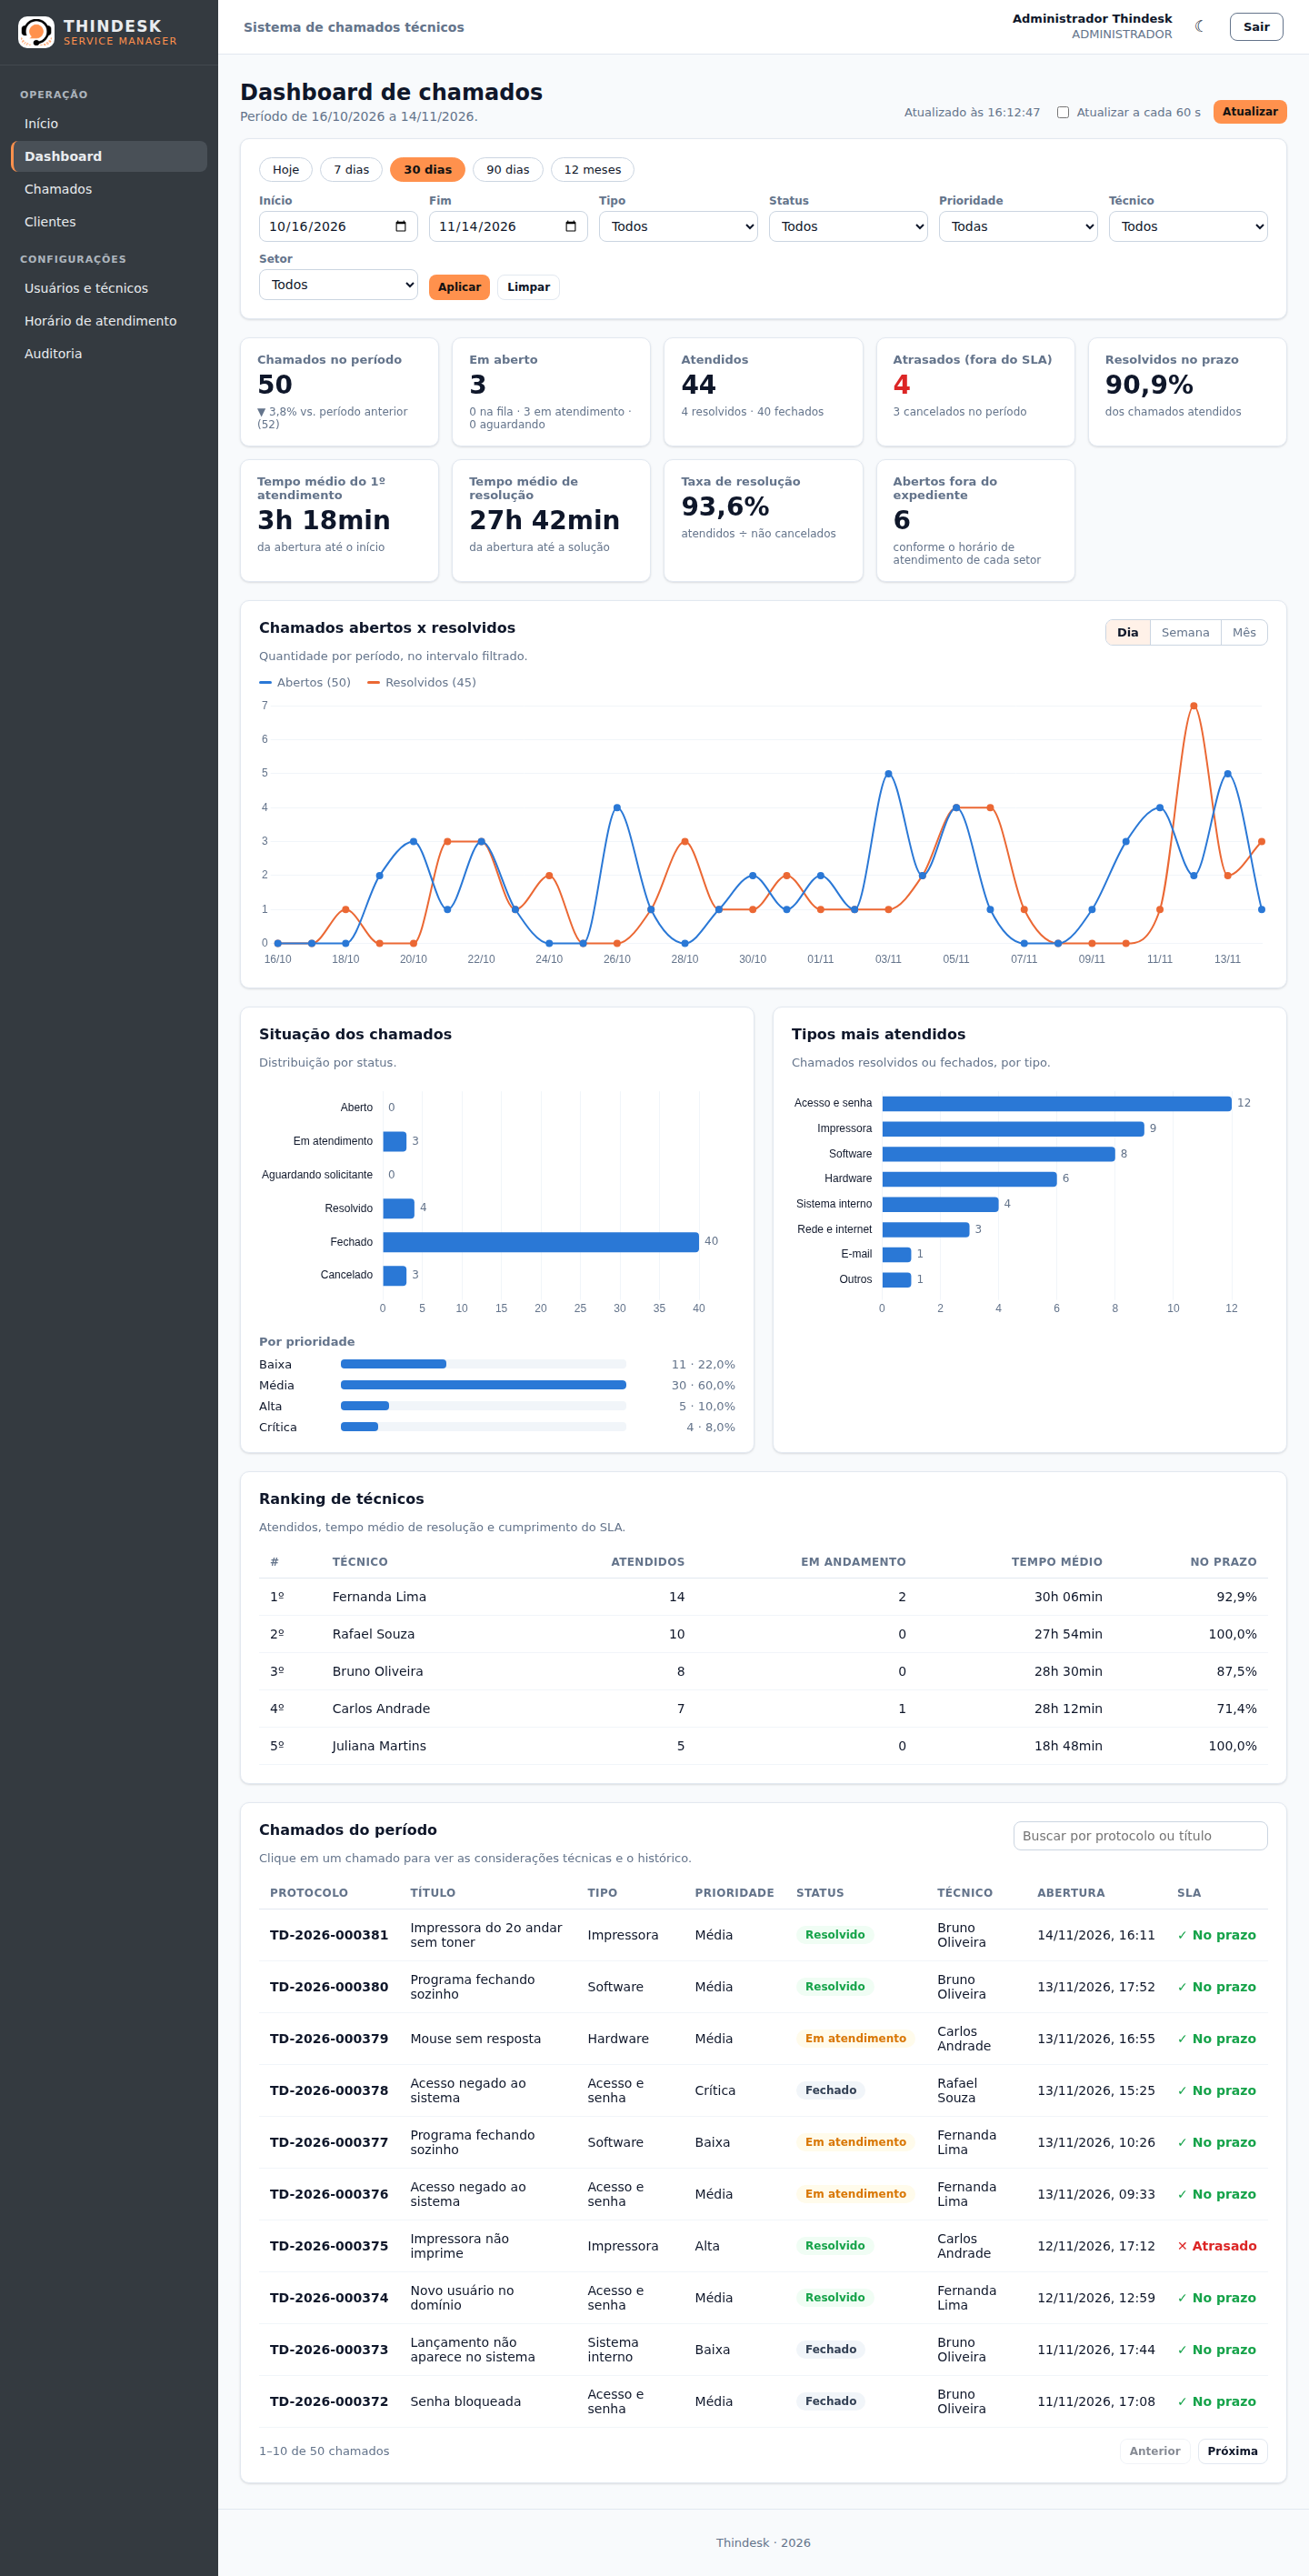 THINDESK
SERVICE MANAGER
OPERAÇÃO
Início
Dashboard
Chamados
Clientes
CONFIGURAÇÕES
Usuários e técnicos
Horário de atendimento
Auditoria
Sistema de chamados técnicos
Administrador Thindesk
ADMINISTRADOR
Sair
Dashboard de chamados
Período de 16/10/2026 a 14/11/2026.
Atualizado às 16:12:47
Atualizar a cada 60 s
Atualizar
Hoje
7 dias
30 dias
90 dias
12 meses
Início
Fim
Tipo
Status
Prioridade
Técnico
10/16/2026
11/14/2026
Todos
Todos
Todas
Todos
Setor
Todos
Aplicar
Limpar
Chamados no período
50
▼ 3,8% vs. período anterior
(52)
Em aberto
3
0 na fila · 3 em atendimento ·
0 aguardando
Atendidos
44
4 resolvidos · 40 fechados
Atrasados (fora do SLA)
4
3 cancelados no período
Resolvidos no prazo
90,9%
dos chamados atendidos
Tempo médio do 1º
atendimento
3h 18min
da abertura até o início
Tempo médio de
resolução
27h 42min
da abertura até a solução
Taxa de resolução
93,6%
atendidos ÷ não cancelados
Abertos fora do
expediente
6
conforme o horário de
atendimento de cada setor
Chamados abertos x resolvidos
Dia Semana Mês
Quantidade por período, no intervalo filtrado.
Abertos (50) Resolvidos (45)
7
6
5
4
3
2
1
0
16/10 18/10 20/10 22/10 24/10 26/10 28/10 30/10 01/11 03/11 05/11 07/11 09/11 11/11 13/11
Situação dos chamados
Distribuição por status.
Aberto 0
Em atendimento 3
Aguardando solicitante 0
Resolvido 4
Fechado 40
Cancelado 3
0 5 10 15 20 25 30 35 40
Por prioridade
Baixa 11 · 22,0%
Média 30 · 60,0%
Alta 5 · 10,0%
Crítica 4 · 8,0%
Tipos mais atendidos
Chamados resolvidos ou fechados, por tipo.
Acesso e senha 12
Impressora 9
Software 8
Hardware 6
Sistema interno 4
Rede e internet 3
E-mail 1
Outros 1
0 2 4 6 8 10 12
Ranking de técnicos
Atendidos, tempo médio de resolução e cumprimento do SLA.
# TÉCNICO ATENDIDOS EM ANDAMENTO TEMPO MÉDIO NO PRAZO
1º Fernanda Lima 14 2 30h 06min 92,9%
2º Rafael Souza 10 0 27h 54min 100,0%
3º Bruno Oliveira 8 0 28h 30min 87,5%
4º Carlos Andrade 7 1 28h 12min 71,4%
5º Juliana Martins 5 0 18h 48min 100,0%
Chamados do período
Buscar por protocolo ou título
Clique em um chamado para ver as considerações técnicas e o histórico.
PROTOCOLO TÍTULO TIPO PRIORIDADE STATUS TÉCNICO ABERTURA SLA
TD-2026-000381 Impressora do 2o andar sem toner Impressora Média Resolvido Bruno Oliveira 14/11/2026, 16:11 ✓ No prazo
TD-2026-000380 Programa fechando sozinho Software Média Resolvido Bruno Oliveira 13/11/2026, 17:52 ✓ No prazo
TD-2026-000379 Mouse sem resposta Hardware Média Em atendimento Carlos Andrade 13/11/2026, 16:55 ✓ No prazo
TD-2026-000378 Acesso negado ao sistema Acesso e senha Crítica Fechado Rafael Souza 13/11/2026, 15:25 ✓ No prazo
TD-2026-000377 Programa fechando sozinho Software Baixa Em atendimento Fernanda Lima 13/11/2026, 10:26 ✓ No prazo
TD-2026-000376 Acesso negado ao sistema Acesso e senha Média Em atendimento Fernanda Lima 13/11/2026, 09:33 ✓ No prazo
TD-2026-000375 Impressora não imprime Impressora Alta Resolvido Carlos Andrade 12/11/2026, 17:12 ✕ Atrasado
TD-2026-000374 Novo usuário no domínio Acesso e senha Média Resolvido Fernanda Lima 12/11/2026, 12:59 ✓ No prazo
TD-2026-000373 Lançamento não aparece no sistema Sistema interno Baixa Fechado Bruno Oliveira 11/11/2026, 17:44 ✓ No prazo
TD-2026-000372 Senha bloqueada Acesso e senha Média Fechado Bruno Oliveira 11/11/2026, 17:08 ✓ No prazo
1–10 de 50 chamados
Anterior
Próxima
Thindesk · 2026